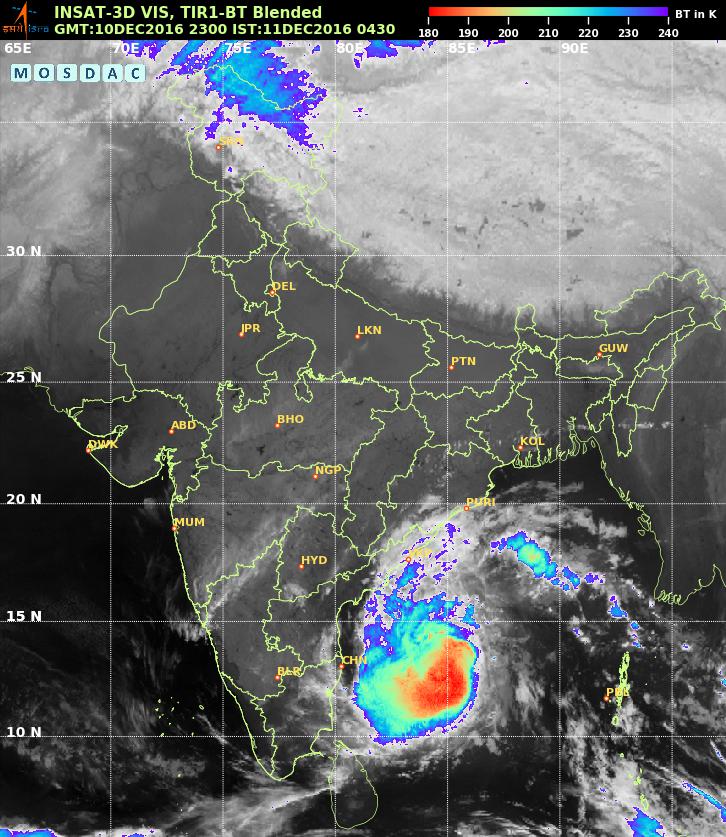 INSAT-3D VIS, TIR1-BT Blended
GMT:10DEC2016 2300 IST:11DEC2016 0430
BT in K
180 190 200 210 220 230 240
65E 70E 75E 80E 85E 90E
MOSDAC
30 N
DEL
JPR
LKN
GUW
PTN
25 N
ABD
BHO
DWK
KOL
NGP
20 N
PURI
MUM
HYD
15 N
CHN
BLR
10 N